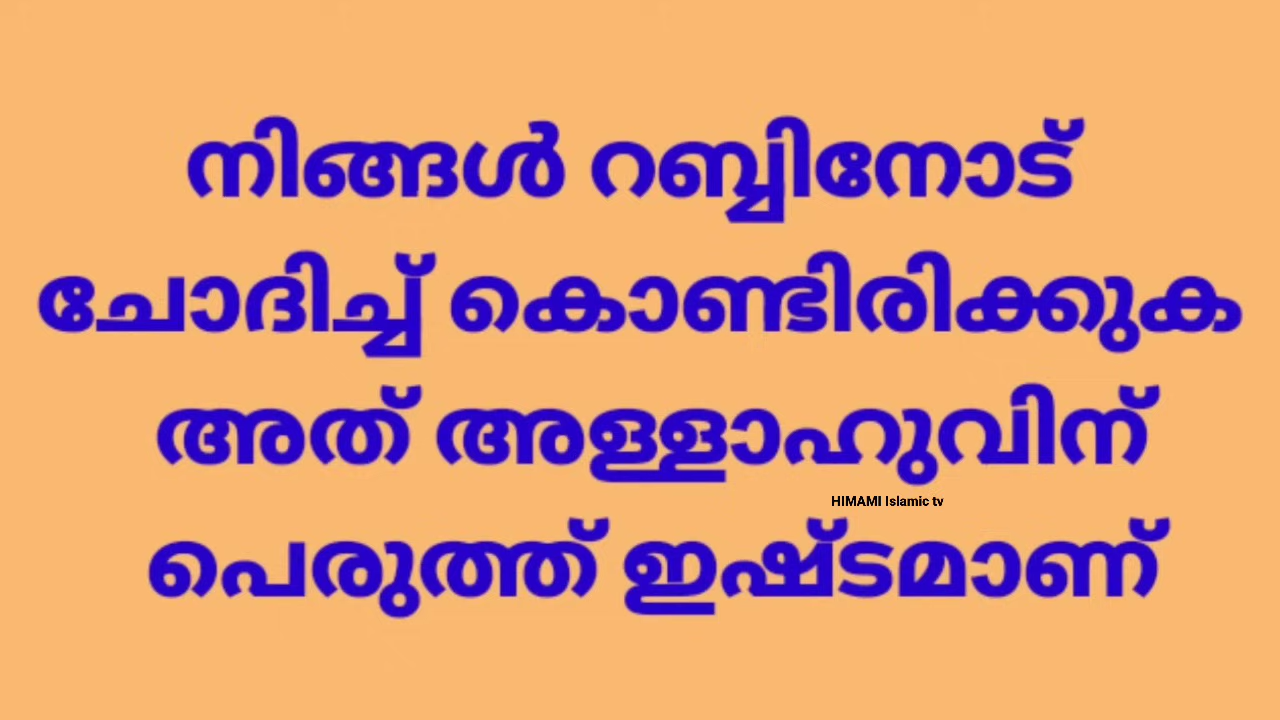 നിങ്ങൾ റബ്ബിനോട്
ചോദിച്ച് കൊണ്ടിരിക്കുക
അത് അള്ളാഹുവിന്
HIMAMI Islamic tv
പെരുത്ത് ഇഷ്ടമാണ്